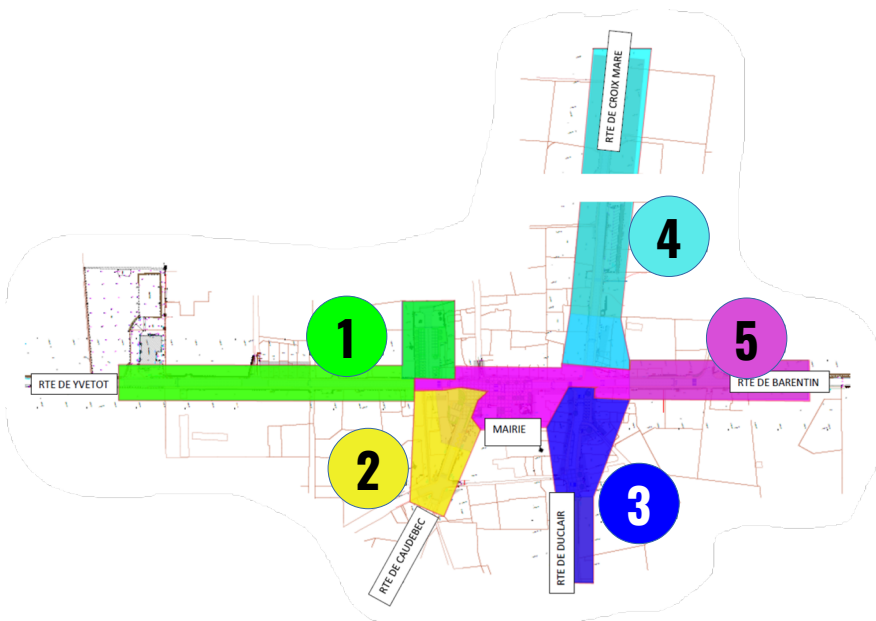 RTE DE CROIX MARE
4
1
5
RTE DE YVETOT
RTE DE BARENTIN
MAIRIE
2
3
RTE DE CAUDEBEC
RTE DE DUCLAIR